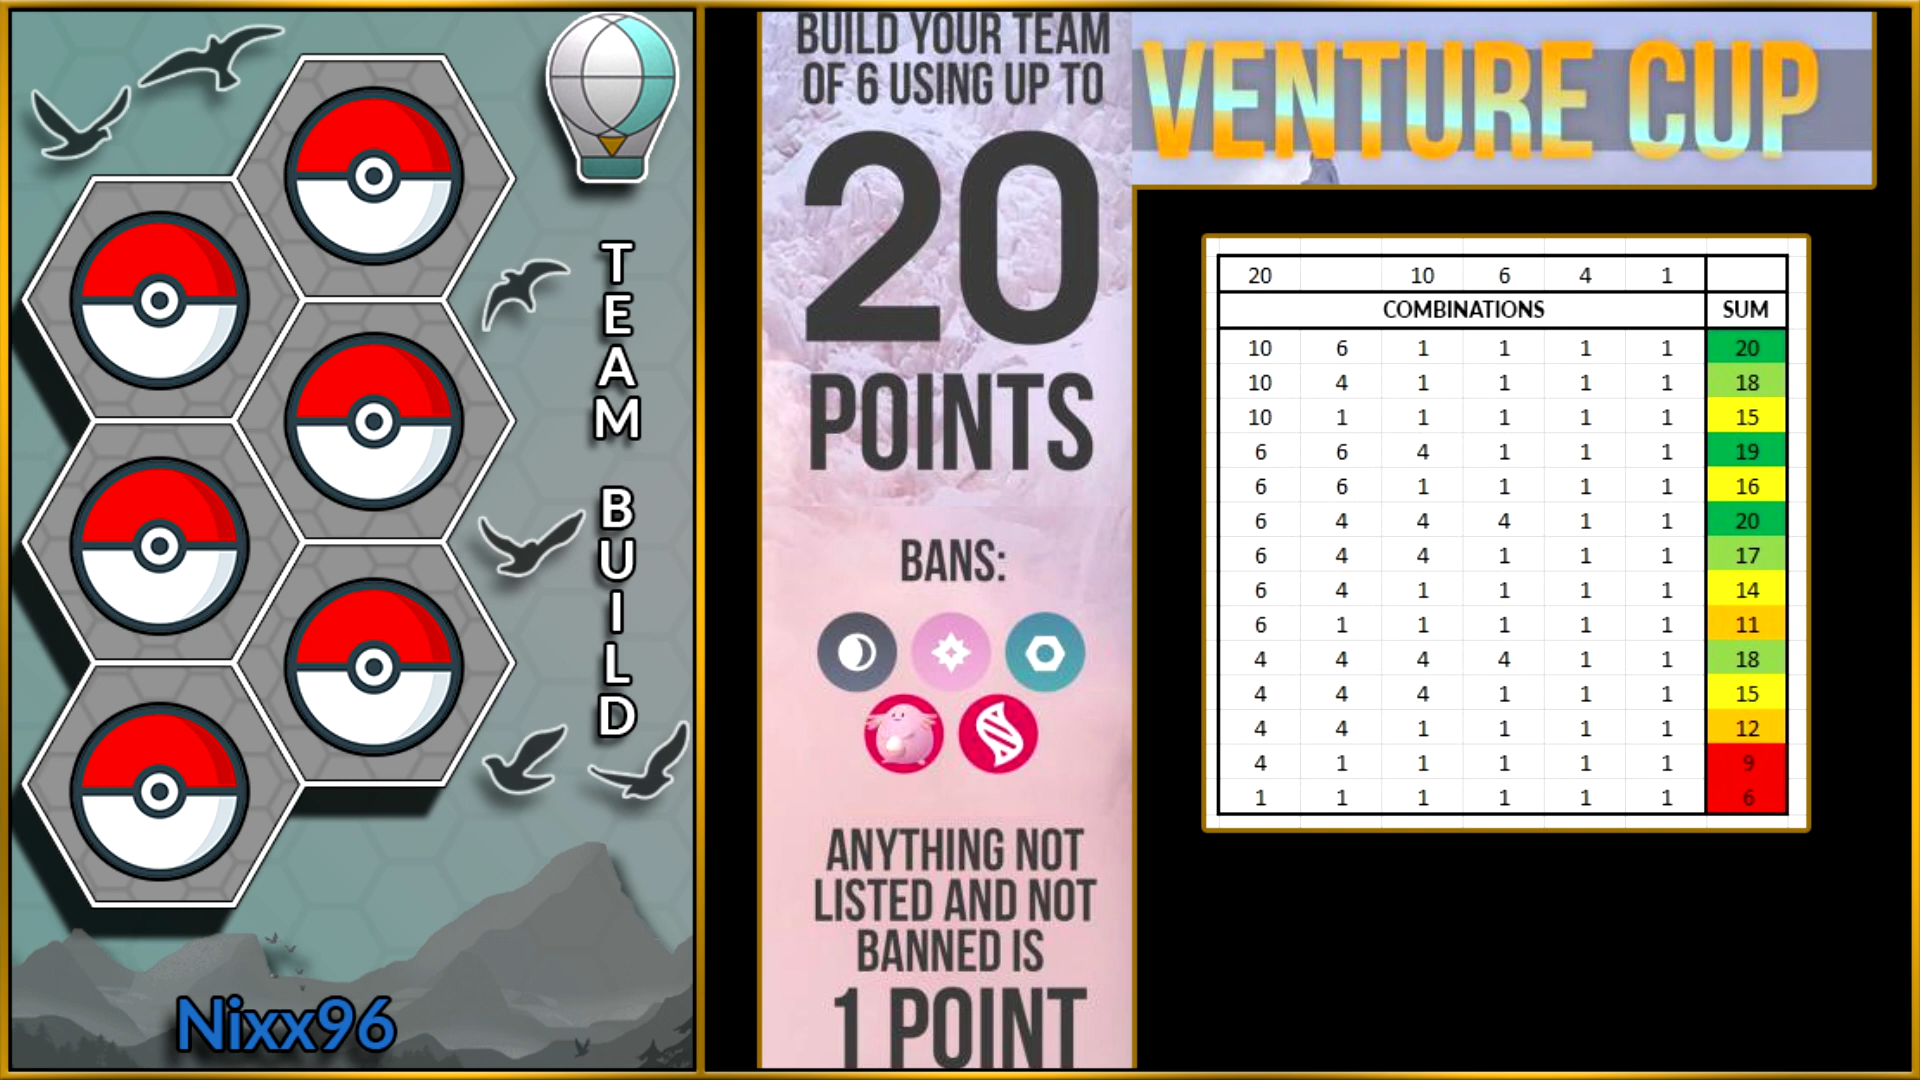 TEAM BUILD
Nixx96
BUILD YOUR TEAM
OF 6 USING UP TO
20
POINTS
BANS:
ANYTHING NOT
LISTED AND NOT
BANNED IS
1 POINT
VENTURE CUP
20 10 6 4 1
COMBINATIONS SUM
10 6 1 1 1 1 20
10 4 1 1 1 1 18
10 1 1 1 1 1 15
6 6 4 1 1 1 19
6 6 1 1 1 1 16
6 4 4 4 1 1 20
6 4 4 1 1 1 17
6 4 1 1 1 1 14
6 1 1 1 1 1 11
4 4 4 4 1 1 18
4 4 4 1 1 1 15
4 4 1 1 1 1 12
4 1 1 1 1 1 9
1 1 1 1 1 1 6